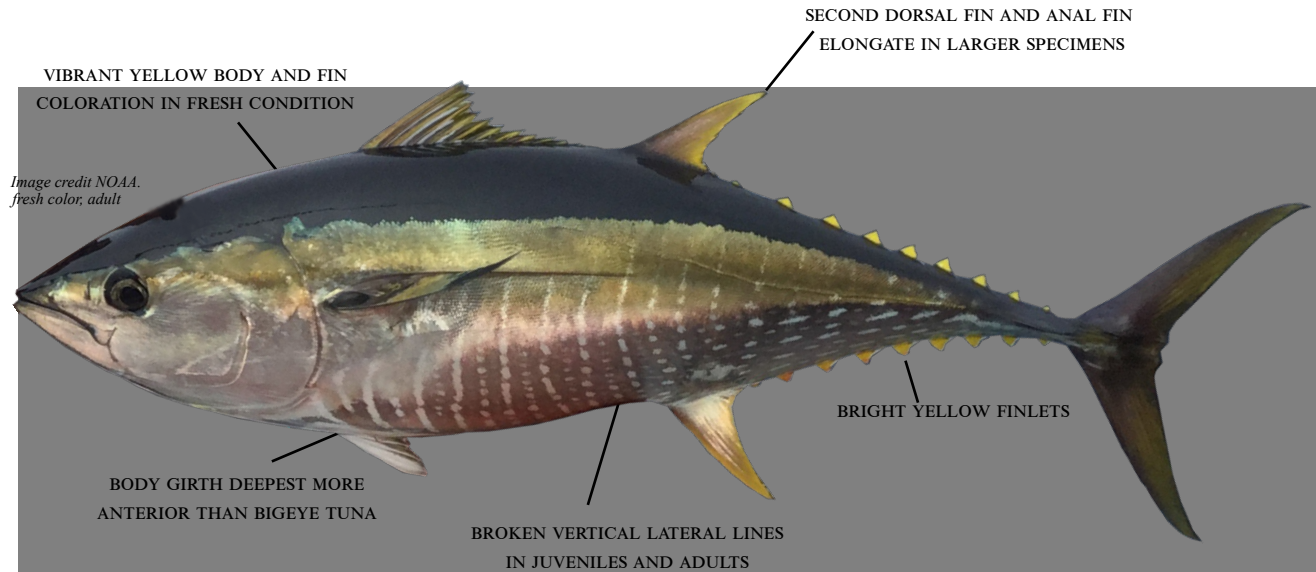 SECOND DORSAL FIN AND ANAL FIN
ELONGATE IN LARGER SPECIMENS
VIBRANT YELLOW BODY AND FIN
COLORATION IN FRESH CONDITION
Image credit NOAA.
fresh color, adult
BRIGHT YELLOW FINLETS
BODY GIRTH DEEPEST MORE
ANTERIOR THAN BIGEYE TUNA
BROKEN VERTICAL LATERAL LINES
IN JUVENILES AND ADULTS